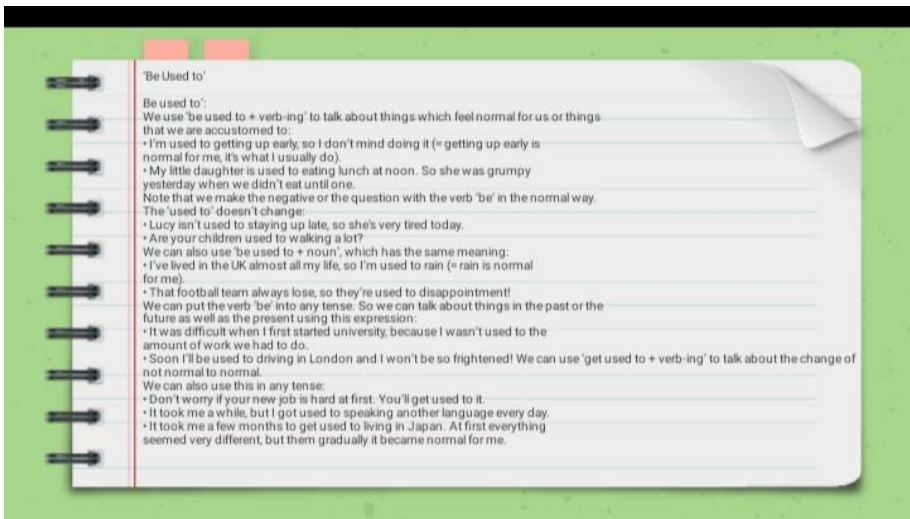 'Be Used to'
Be used to':
We use 'be used to + verb-ing' to talk about things which feel normal for us or things
that we are accustomed to:
• I'm used to getting up early, so I don't mind doing it (= getting up early is
normal for me, it's what I usually do).
• My little daughter is used to eating lunch at noon. So she was grumpy
yesterday when we didn't eat until one.
Note that we make the negative or the question with the verb 'be' in the normal way.
The 'used to' doesn't change:
• Lucy isn't used to staying up late, so she's very tired today.
• Are your children used to walking a lot?
We can also use 'be used to + noun', which has the same meaning:
• I've lived in the UK almost all my life, so I'm used to rain (= rain is normal
for me).
• That football team always lose, so they're used to disappointment!
We can put the verb 'be' into any tense. So we can talk about things in the past or the
future as well as the present using this expression:
• It was difficult when I first started university, because I wasn't used to the
amount of work we had to do.
• Soon I'll be used to driving in London and I won't be so frightened! We can use 'get used to + verb-ing' to talk about the change of
not normal to normal.
We can also use this in any tense:
• Don't worry if your new job is hard at first. You'll get used to it.
• It took me a while, but I got used to speaking another language every day.
• It took me a few months to get used to living in Japan. At first everything
seemed very different, but them gradually it became normal for me.